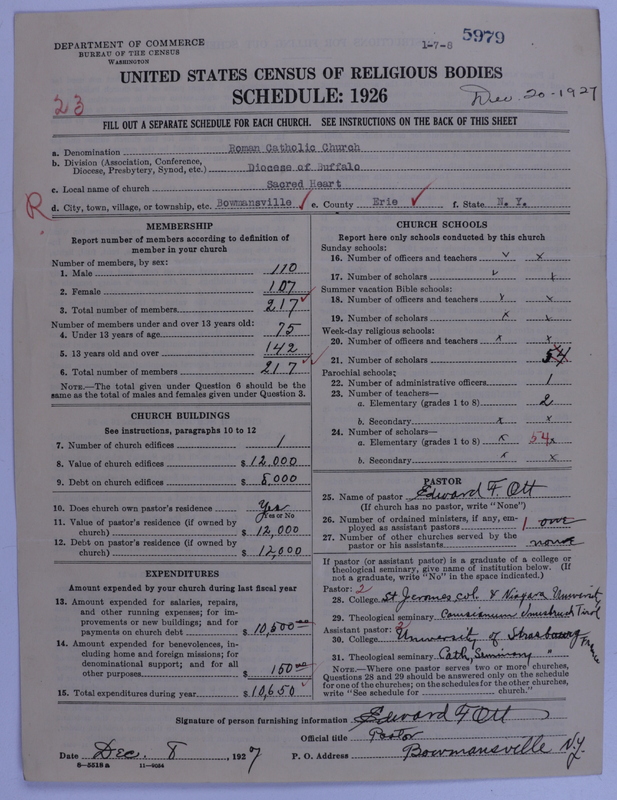 5979
1-7-8
DEPARTMENT OF COMMERCE
BUREAU OF THE CENSUS
WASHINGTON
UNITED STATES CENSUS OF RELIGIOUS BODIES
SCHEDULE: 1926
23
Dec. 20-1927
FILL OUT A SEPARATE SCHEDULE FOR EACH CHURCH. SEE INSTRUCTIONS ON THE BACK OF THIS SHEET
a. Denomination Roman Catholic Church
b. Division (Association, Conference, Diocese, Presbytery, Synod, etc.) Diocese of Buffalo
c. Local name of church Sacred Heart
R d. City, town, village, or township, etc. Bowmansville ✓ e. County Erie ✓ f. State N. Y.
MEMBERSHIP
Report number of members according to definition of
member in your church
Number of members, by sex:
1. Male 110
2. Female 107
3. Total number of members 217 ✓
Number of members under and over 13 years old:
4. Under 13 years of age 75
5. 13 years old and over 142
6. Total number of members 217 ✓✓
NOTE.—The total given under Question 6 should be the
same as the total of males and females given under Question 3.
CHURCH BUILDINGS
See instructions, paragraphs 10 to 12
7. Number of church edifices 1
8. Value of church edifices $ 12,000
9. Debt on church edifices $ 5,000
10. Does church own pastor's residence Yes
Yes or No
11. Value of pastor's residence (if owned by
church) $ 12,000
12. Debt on pastor's residence (if owned by
church) $ 12,000
EXPENDITURES
Amount expended by your church during last fiscal year
13. Amount expended for salaries, repairs,
and other running expenses; for im-
provements or new buildings; and for
payments on church debt $ 10,500 00
14. Amount expended for benevolences, in-
cluding home and foreign missions; for
denominational support; and for all
other purposes $ 150 00
15. Total expenditures during year $ 10,650 ✓
CHURCH SCHOOLS
Report here only schools conducted by this church
Sunday schools:
16. Number of officers and teachers x x
17. Number of scholars x x
Summer vacation Bible schools:
18. Number of officers and teachers x x
19. Number of scholars x x
Week-day religious schools:
20. Number of officers and teachers x x
21. Number of scholars 54
Parochial schools:
22. Number of administrative officers 1
23. Number of teachers—
a. Elementary (grades 1 to 8) 2
b. Secondary x x
24. Number of scholars—
a. Elementary (grades 1 to 8) x 54 x
b. Secondary x x
PASTOR
25. Name of pastor Edward F. Ott
(If church has no pastor, write "None")
26. Number of ordained ministers, if any, em-
ployed as assistant pastors 1 one
27. Number of other churches served by the
pastor or his assistants none
If pastor (or assistant pastor) is a graduate of a college or
theological seminary, give name of institution below. (If
not a graduate, write "No" in the space indicated.)
Pastor: 2
28. College St Jeromes Col. & Niagara Universit
29. Theological seminary Canisianum Innsbruck Tirol
Assistant pastor: 2
30. College University of Strasbourg France
31. Theological seminary Cath. Seminary "
NOTE.—Where one pastor serves two or more churches,
Questions 28 and 29 should be answered only on the schedule
for one of the churches; on the schedules for the other churches,
write "See schedule for church."
Signature of person furnishing information Edward F Ott
Official title Pastor
Date Dec. 8, 1927 P. O. Address Bowmansville N.Y.
8-5518 a 11-9034